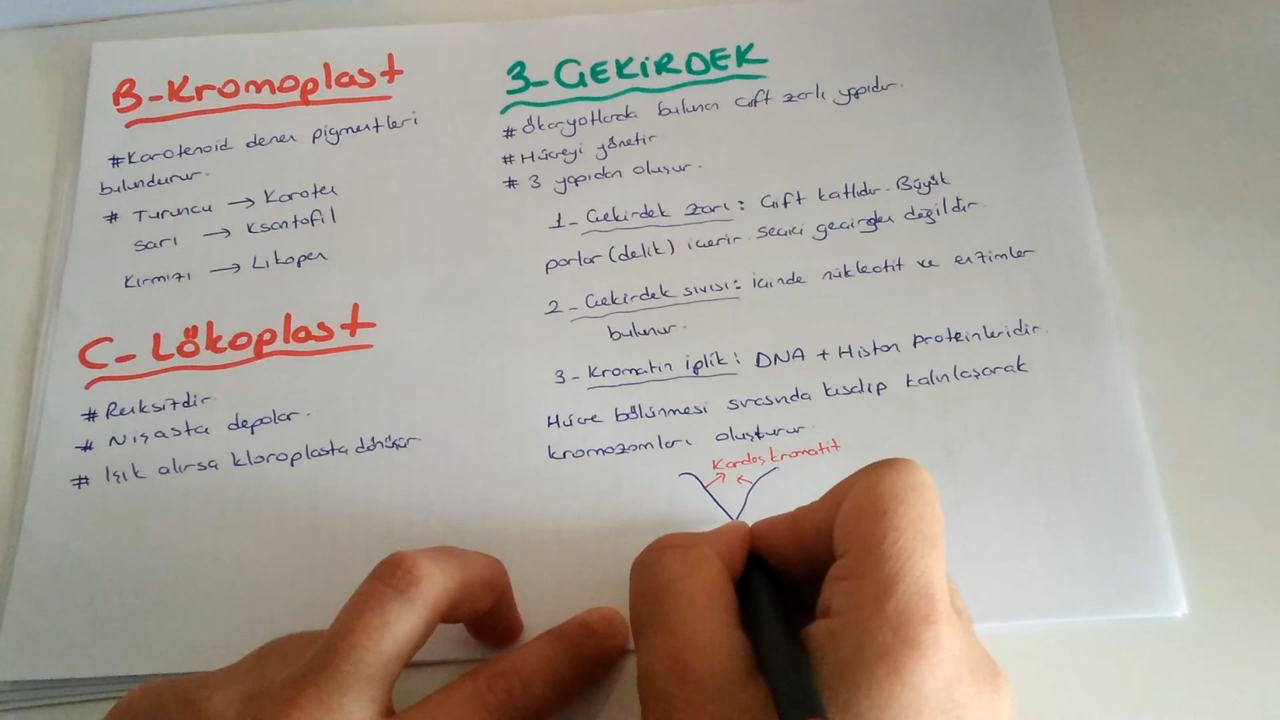 B-Kromoplast
#Karotenoid denen pigmentleri
bulundurur.
# Turuncu → Karoten
Sarı → Ksantofil
Kırmızı → Likopen
C-Lökoplast
# Renksizdir
# Nişasta depolar.
# Işık alırsa kloroplasta dönüşür
3-ÇEKİRDEK
# Ökaryotlarda bulunan çift zarlı yapıdır.
# Hücreyi yönetir
# 3 yapıdan oluşur.
1- Çekirdek zarı: Çift katlıdır. Büyük
porlar (delik) içerir. Seçici geçirgen değildir.
2- Çekirdek sıvısı: içinde nükleotit ve enzimler
bulunur.
3- Kromatin iplik: DNA + Histon proteinleridir.
Hücre bölünmesi sırasında kısalıp kalınlaşarak
kromozomları oluşturur.
Kardeş kromatit